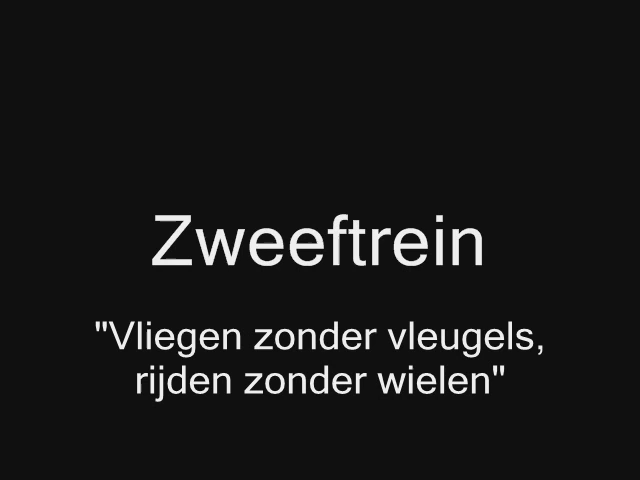 Zweeftrein
"Vliegen zonder vleugels,
rijden zonder wielen"